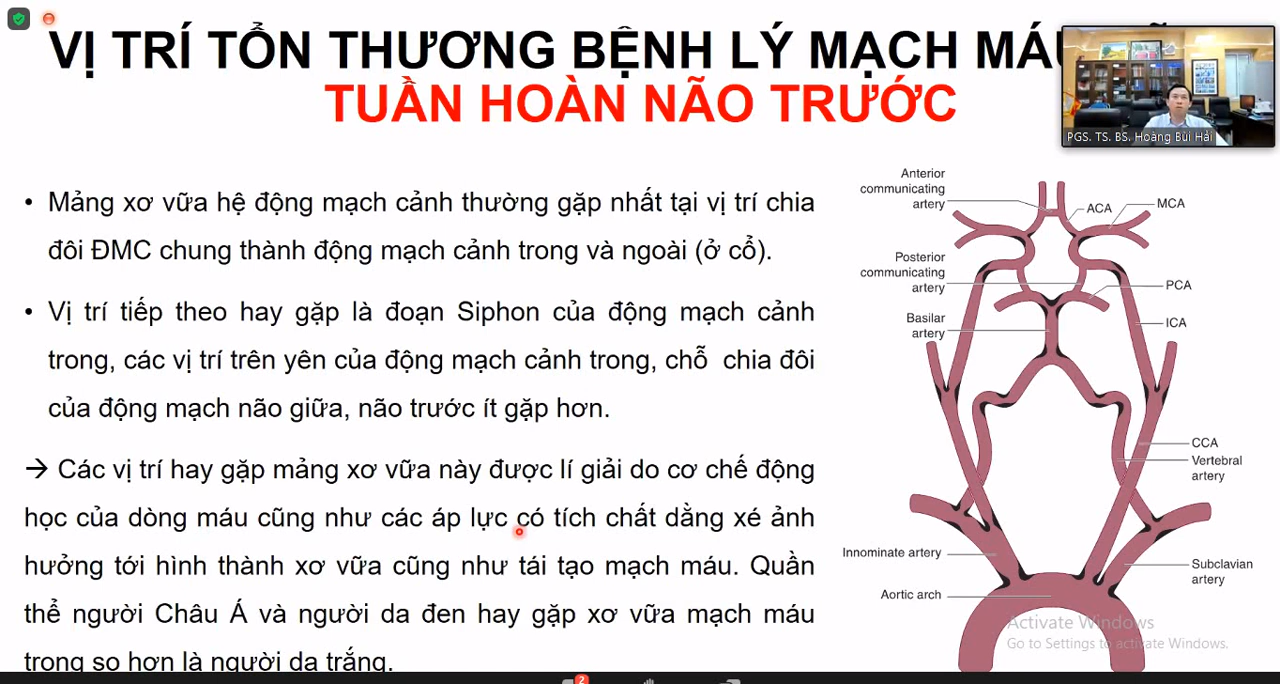 VỊ TRÍ TỔN THƯƠNG BỆNH LÝ MẠCH MÁU
TUẦN HOÀN NÃO TRƯỚC
PGS. TS. BS. Hoàng Bùi Hải
• Mảng xơ vữa hệ động mạch cảnh thường gặp nhất tại vị trí chia
đôi ĐMC chung thành động mạch cảnh trong và ngoài (ở cổ).
• Vị trí tiếp theo hay gặp là đoạn Siphon của động mạch cảnh
trong, các vị trí trên yên của động mạch cảnh trong, chỗ chia đôi
của động mạch não giữa, não trước ít gặp hơn.
→ Các vị trí hay gặp mảng xơ vữa này được lí giải do cơ chế động
học của dòng máu cũng như các áp lực có tích chất dằng xé ảnh
hưởng tới hình thành xơ vữa cũng như tái tạo mạch máu. Quần
thể người Châu Á và người da đen hay gặp xơ vữa mạch máu
trong sọ hơn là người da trắng.
Anterior
communicating
artery
ACA
MCA
Posterior
communicating
artery
PCA
Basilar
artery
ICA
CCA
Vertebral
artery
Innominate artery
Subclavian
artery
Aortic arch
Activate Windows
Go to Settings to activate Windows.
2